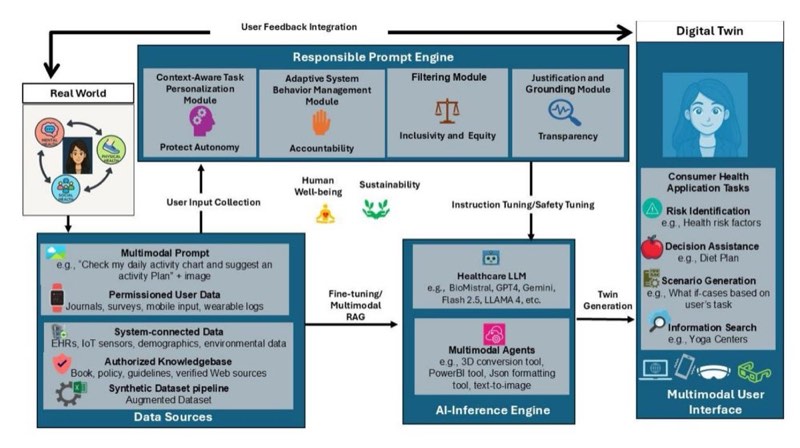 User Feedback Integration
Digital Twin
Responsible Prompt Engine
Context-Aware Task
Personalization
Module
Protect Autonomy
Adaptive System
Behavior Management
Module
Accountability
Filtering Module
Inclusivity and Equity
Justification and
Grounding Module
Transparency
Real World
MENTAL HEALTH
PHYSICAL HEALTH
SOCIAL HEALTH
User Input Collection
Human
Well-being
Sustainability
Instruction Tuning/Safety Tuning
Multimodal Prompt
e.g., "Check my daily activity chart and suggest an
activity Plan" + image
Permissioned User Data
Journals, surveys, mobile input, wearable logs
System-connected Data
EHRs, IoT sensors, demographics, environmental data
Authorized Knowledgebase
Book, policy, guidelines, verified Web sources
Synthetic Dataset pipeline
Augmented Dataset
Data Sources
Fine-tuning/
Multimodal
RAG
Healthcare LLM
e.g., BioMistral, GPT4, Gemini,
Flash 2.5, LLAMA 4, etc.
Multimodal Agents
e.g., 3D conversion tool,
PowerBI tool, Json formatting
tool, text-to-image
AI-Inference Engine
Twin
Generation
Consumer Health
Application Tasks
Risk Identification
e.g., Health risk factors
Decision Assistance
e.g., Diet Plan
Scenario Generation
e.g., What if-cases based on
user's task
Information Search
e.g., Yoga Centers
Multimodal User
Interface